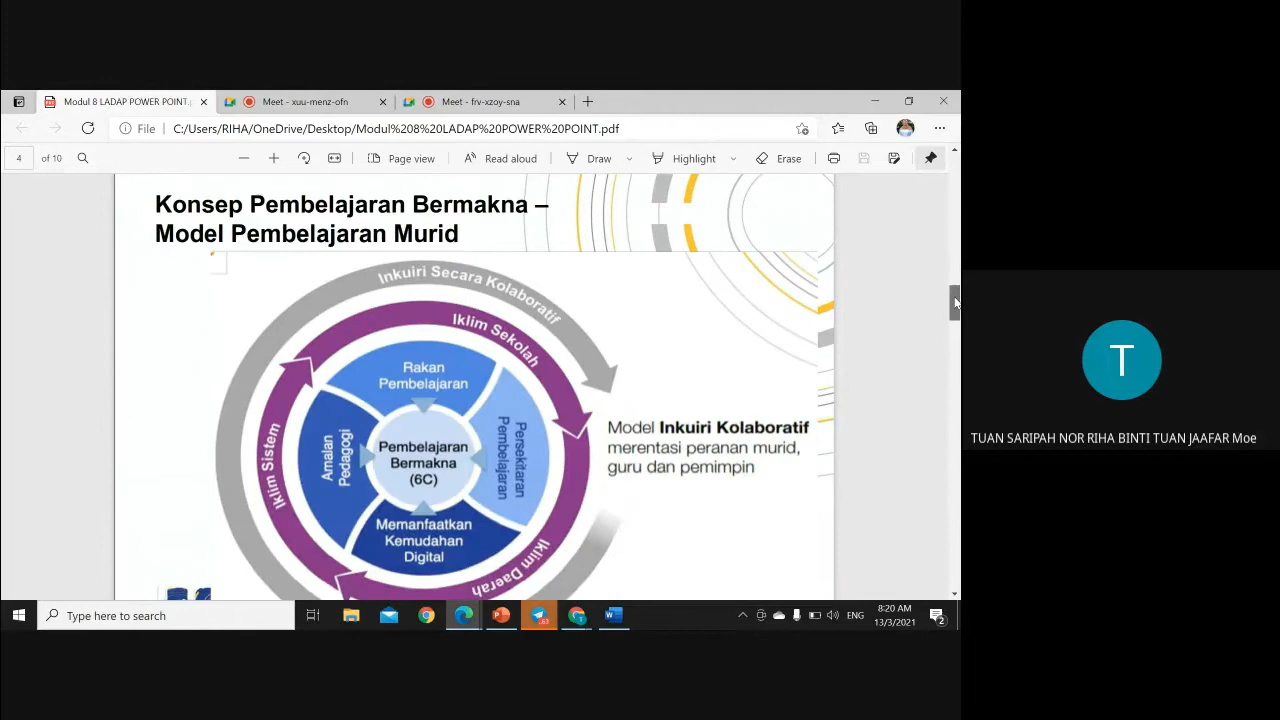 Modul 8 LADAP POWER POINT.
Meet - xuu-menz-ofn
Meet - frv-xzoy-sna
File
C:/Users/RIHA/OneDrive/Desktop/Modul%208%20LADAP%20POWER%20POINT.pdf
4 of 10
Page view
Read aloud
Draw
Highlight
Erase
Konsep Pembelajaran Bermakna –
Model Pembelajaran Murid
Inkuiri Secara Kolaboratif
Iklim Sekolah
Rakan
Pembelajaran
Persekitaran
Pembelajaran
Amalan
Pedagogi
Pembelajaran
Bermakna
(6C)
Memanfaatkan
Kemudahan
Digital
Iklim Sistem
Iklim Daerah
Model Inkuiri Kolaboratif
merentasi peranan murid,
guru dan pemimpin
T
TUAN SARIPAH NOR RIHA BINTI TUAN JAAFAR Moe
Type here to search
63
ENG
8:20 AM
13/3/2021
2